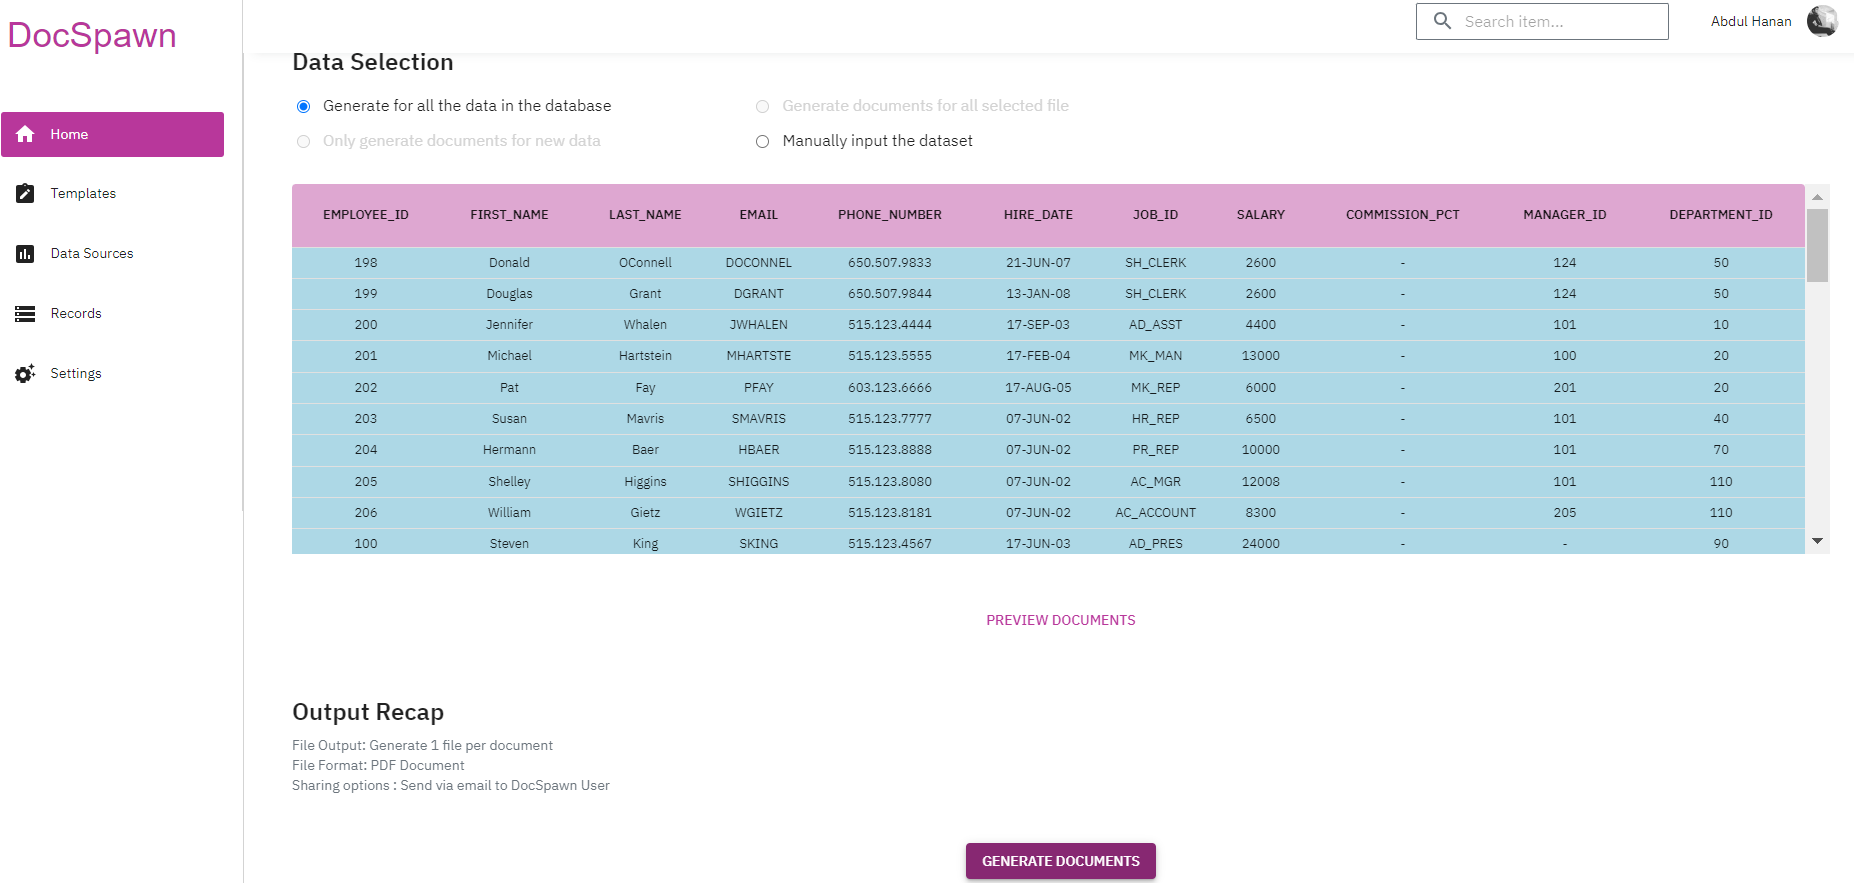 DocSpawn
Search item...
Abdul Hanan
Home
Templates
Data Sources
Records
Settings
Data Selection
Generate for all the data in the database
Generate documents for all selected file
Only generate documents for new data
Manually input the dataset
EMPLOYEE_ID FIRST_NAME LAST_NAME EMAIL PHONE_NUMBER HIRE_DATE JOB_ID SALARY COMMISSION_PCT MANAGER_ID DEPARTMENT_ID
198 Donald OConnell DOCONNEL 650.507.9833 21-JUN-07 SH_CLERK 2600 - 124 50
199 Douglas Grant DGRANT 650.507.9844 13-JAN-08 SH_CLERK 2600 - 124 50
200 Jennifer Whalen JWHALEN 515.123.4444 17-SEP-03 AD_ASST 4400 - 101 10
201 Michael Hartstein MHARTSTE 515.123.5555 17-FEB-04 MK_MAN 13000 - 100 20
202 Pat Fay PFAY 603.123.6666 17-AUG-05 MK_REP 6000 - 201 20
203 Susan Mavris SMAVRIS 515.123.7777 07-JUN-02 HR_REP 6500 - 101 40
204 Hermann Baer HBAER 515.123.8888 07-JUN-02 PR_REP 10000 - 101 70
205 Shelley Higgins SHIGGINS 515.123.8080 07-JUN-02 AC_MGR 12008 - 101 110
206 William Gietz WGIETZ 515.123.8181 07-JUN-02 AC_ACCOUNT 8300 - 205 110
100 Steven King SKING 515.123.4567 17-JUN-03 AD_PRES 24000 - - 90
PREVIEW DOCUMENTS
Output Recap
File Output: Generate 1 file per document
File Format: PDF Document
Sharing options : Send via email to DocSpawn User
GENERATE DOCUMENTS